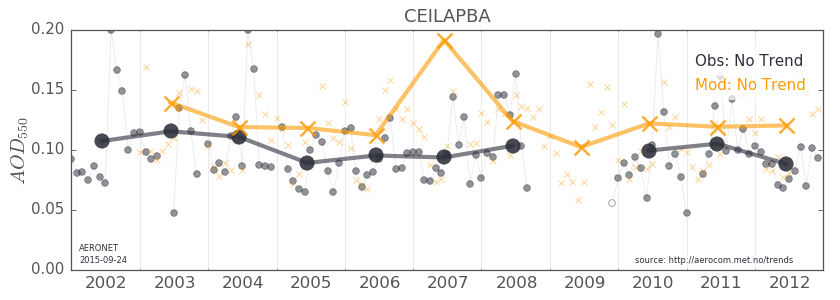 CEILAPBA
0.20
0.15
0.10
0.05
0.00
AOD550
Obs: No Trend
Mod: No Trend
AERONET
2015-09-24
source: http://aerocom.met.no/trends
2002 2003 2004 2005 2006 2007 2008 2009 2010 2011 2012